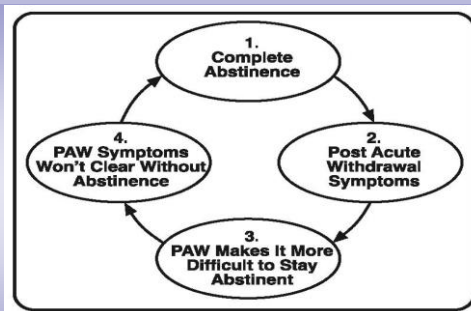 1.
Complete
Abstinence
2.
Post Acute
Withdrawal
Symptoms
3.
PAW Makes It More
Difficult to Stay
Abstinent
4.
PAW Symptoms
Won't Clear Without
Abstinence